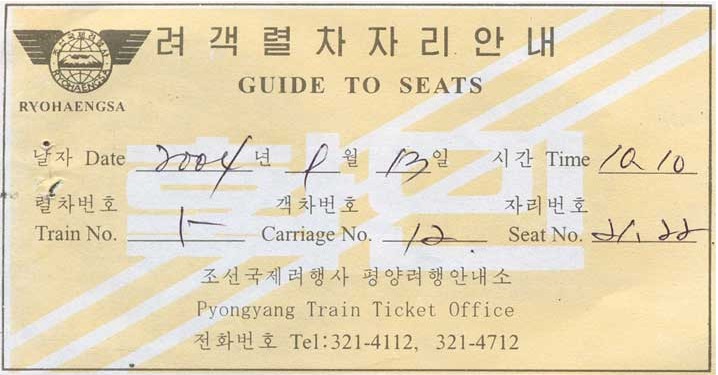 조선국제려행사
RYOHAENGSA
RYOHAENGSA
려 객 렬 차 자 리 안 내
GUIDE TO SEATS
확인
날자 Date 2004 년 월 13 일 시간 Time 10.10
렬차번호 객차번호 자리번호
Train No. Carriage No. 12 Seat No. 21.22
조선국제려행사 평양려행안내소
Pyongyang Train Ticket Office
전화번호 Tel:321-4112, 321-4712